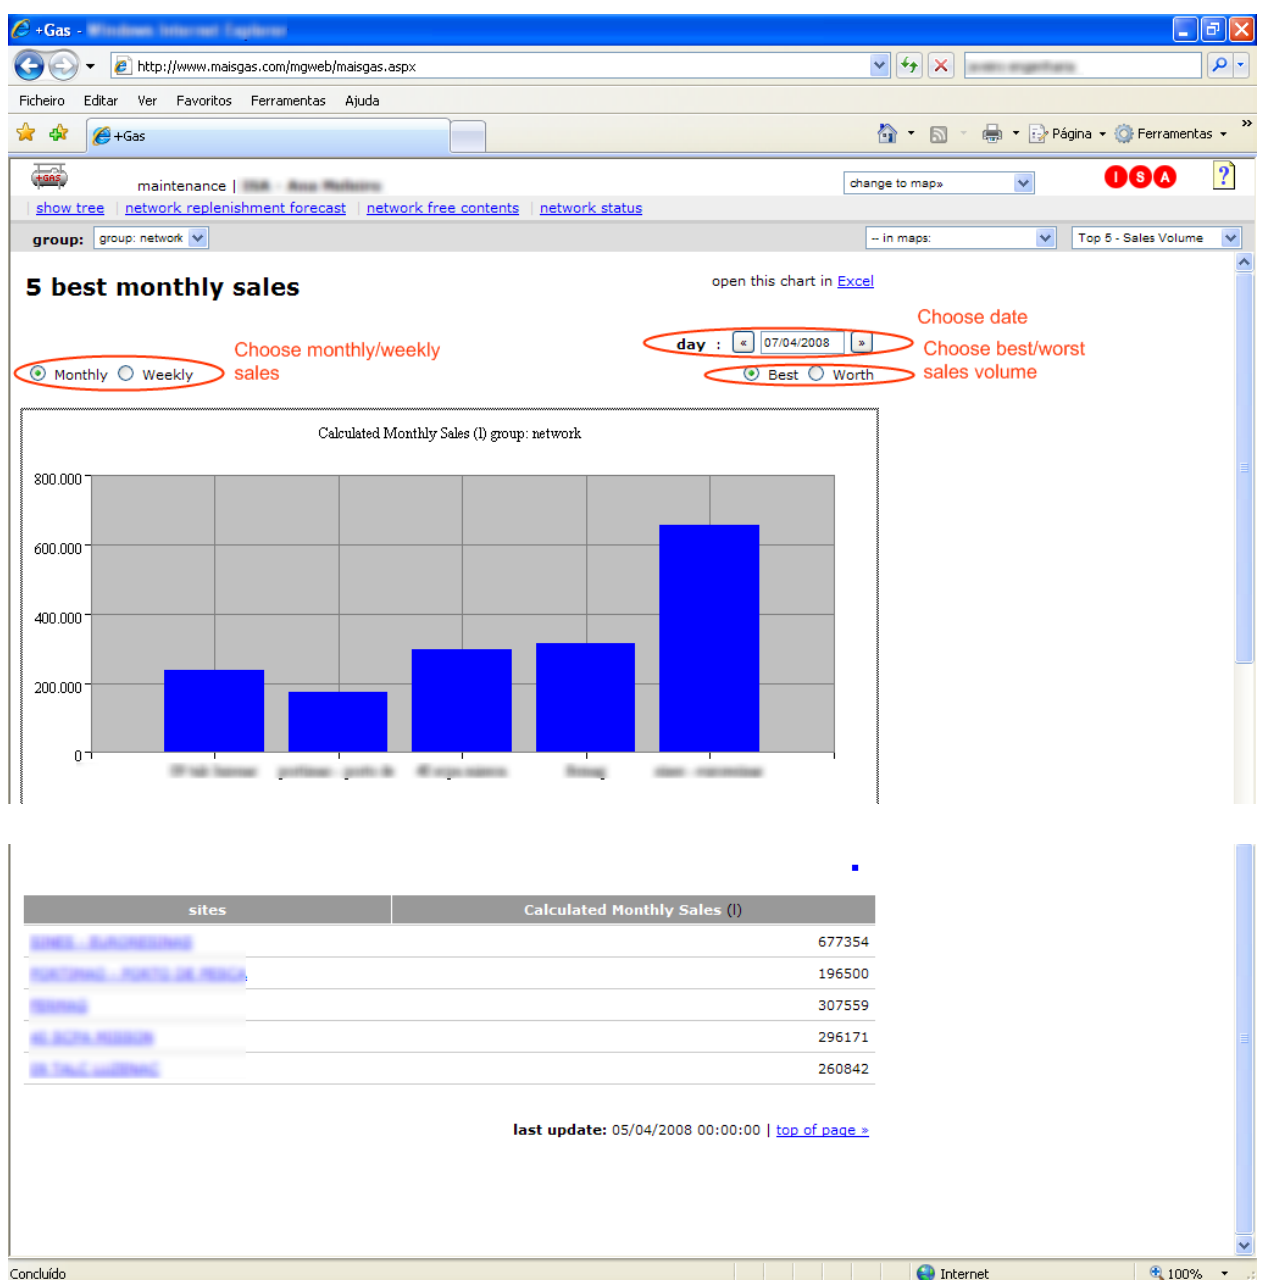 +Gas -
http://www.maisgas.com/mgweb/maisgas.aspx
Ficheiro Editar Ver Favoritos Ferramentas Ajuda
+Gas
Página Ferramentas »
+GAS
maintenance |
change to map»
I S A
?
show tree | network replenishment forecast | network free contents | network status
group: group: network
-- in maps:
Top 5 - Sales Volume
5 best monthly sales
open this chart in Excel
Choose date
day : « 07/04/2008 »
Choose monthly/weekly
sales
Choose best/worst
sales volume
Monthly Weekly
Best Worth
Calculated Monthly Sales (l) group: network
800.000
600.000
400.000
200.000
0
sites Calculated Monthly Sales (l)
677354
196500
307559
296171
260842
last update: 05/04/2008 00:00:00 | top of page »
Concluído
Internet
100%